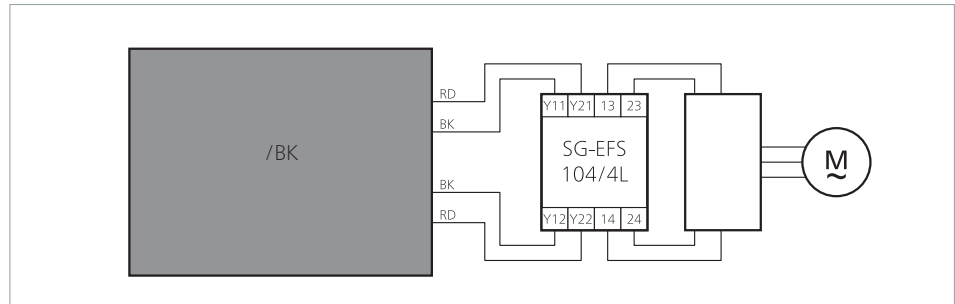 RD
BK
Y11 Y21 13 23
/BK
SG-EFS
104/4L
M
~
BK
RD
Y12 Y22 14 24